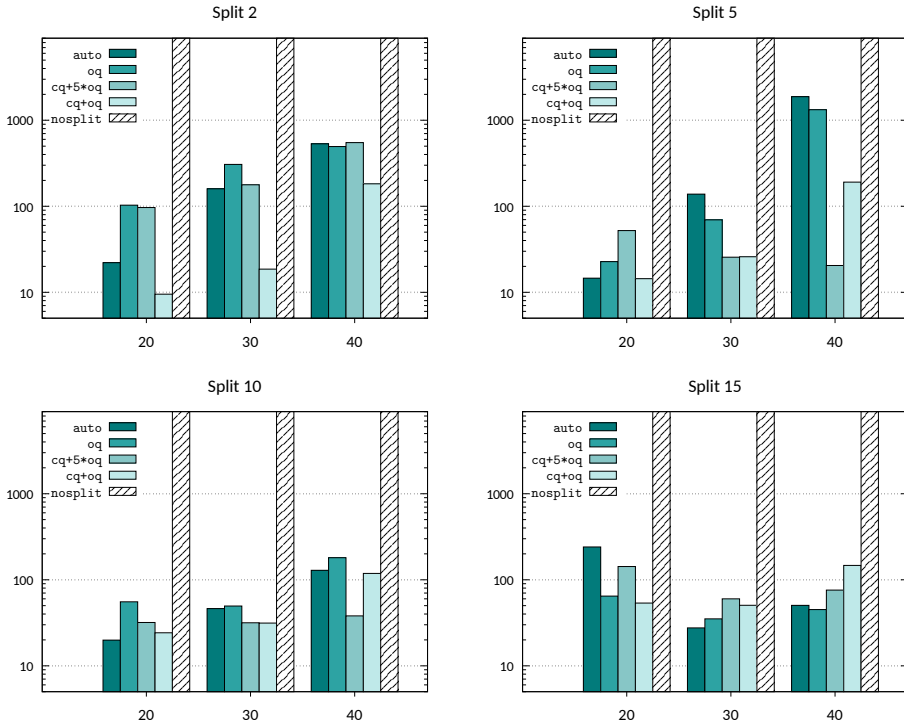 Split 2
auto
oq
cq+5*oq
cq+oq
nosplit
1000
100
10
20 30 40
Split 5
auto
oq
cq+5*oq
cq+oq
nosplit
1000
100
10
20 30 40
Split 10
auto
oq
cq+5*oq
cq+oq
nosplit
1000
100
10
20 30 40
Split 15
auto
oq
cq+5*oq
cq+oq
nosplit
1000
100
10
20 30 40